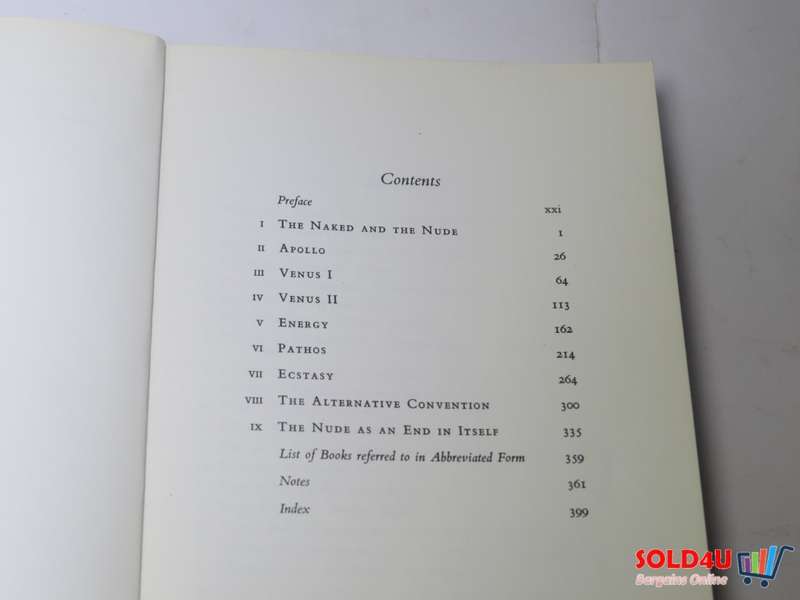 Contents
Preface xxi
I The Naked and the Nude 1
II Apollo 26
III Venus I 64
IV Venus II 113
V Energy 162
VI Pathos 214
VII Ecstasy 264
VIII The Alternative Convention 300
IX The Nude as an End in Itself 335
List of Books referred to in Abbreviated Form 359
Notes 361
Index 399
SOLD4U
Bargains Online